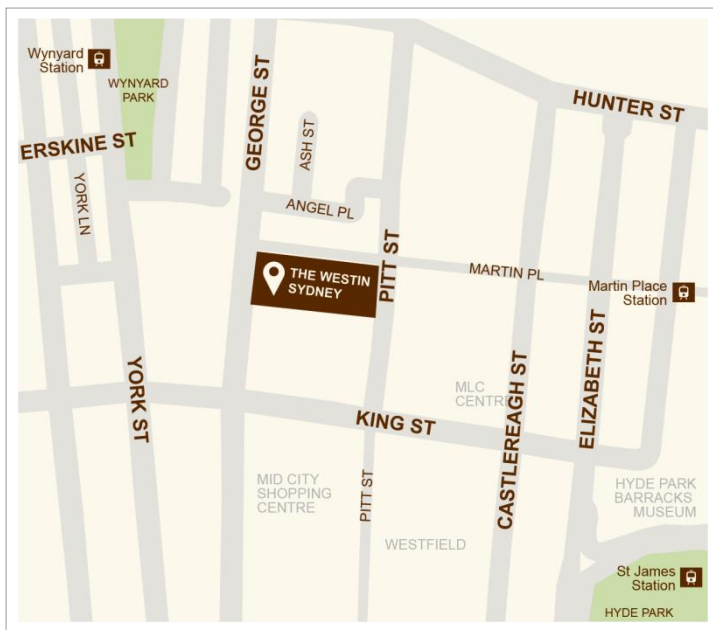 Wynyard
Station
WYNYARD
PARK
GEORGE ST
HUNTER ST
ERSKINE ST
ASH ST
YORK LN
ANGEL PL
PITT ST
THE WESTIN
SYDNEY
MARTIN PL
Martin Place
Station
YORK ST
ELIZABETH ST
MLC
CENTRE
CASTLEREAGH ST
KING ST
MID CITY
SHOPPING
CENTRE
PITT ST
HYDE PARK
BARRACKS
MUSEUM
WESTFIELD
St James
Station
HYDE PARK